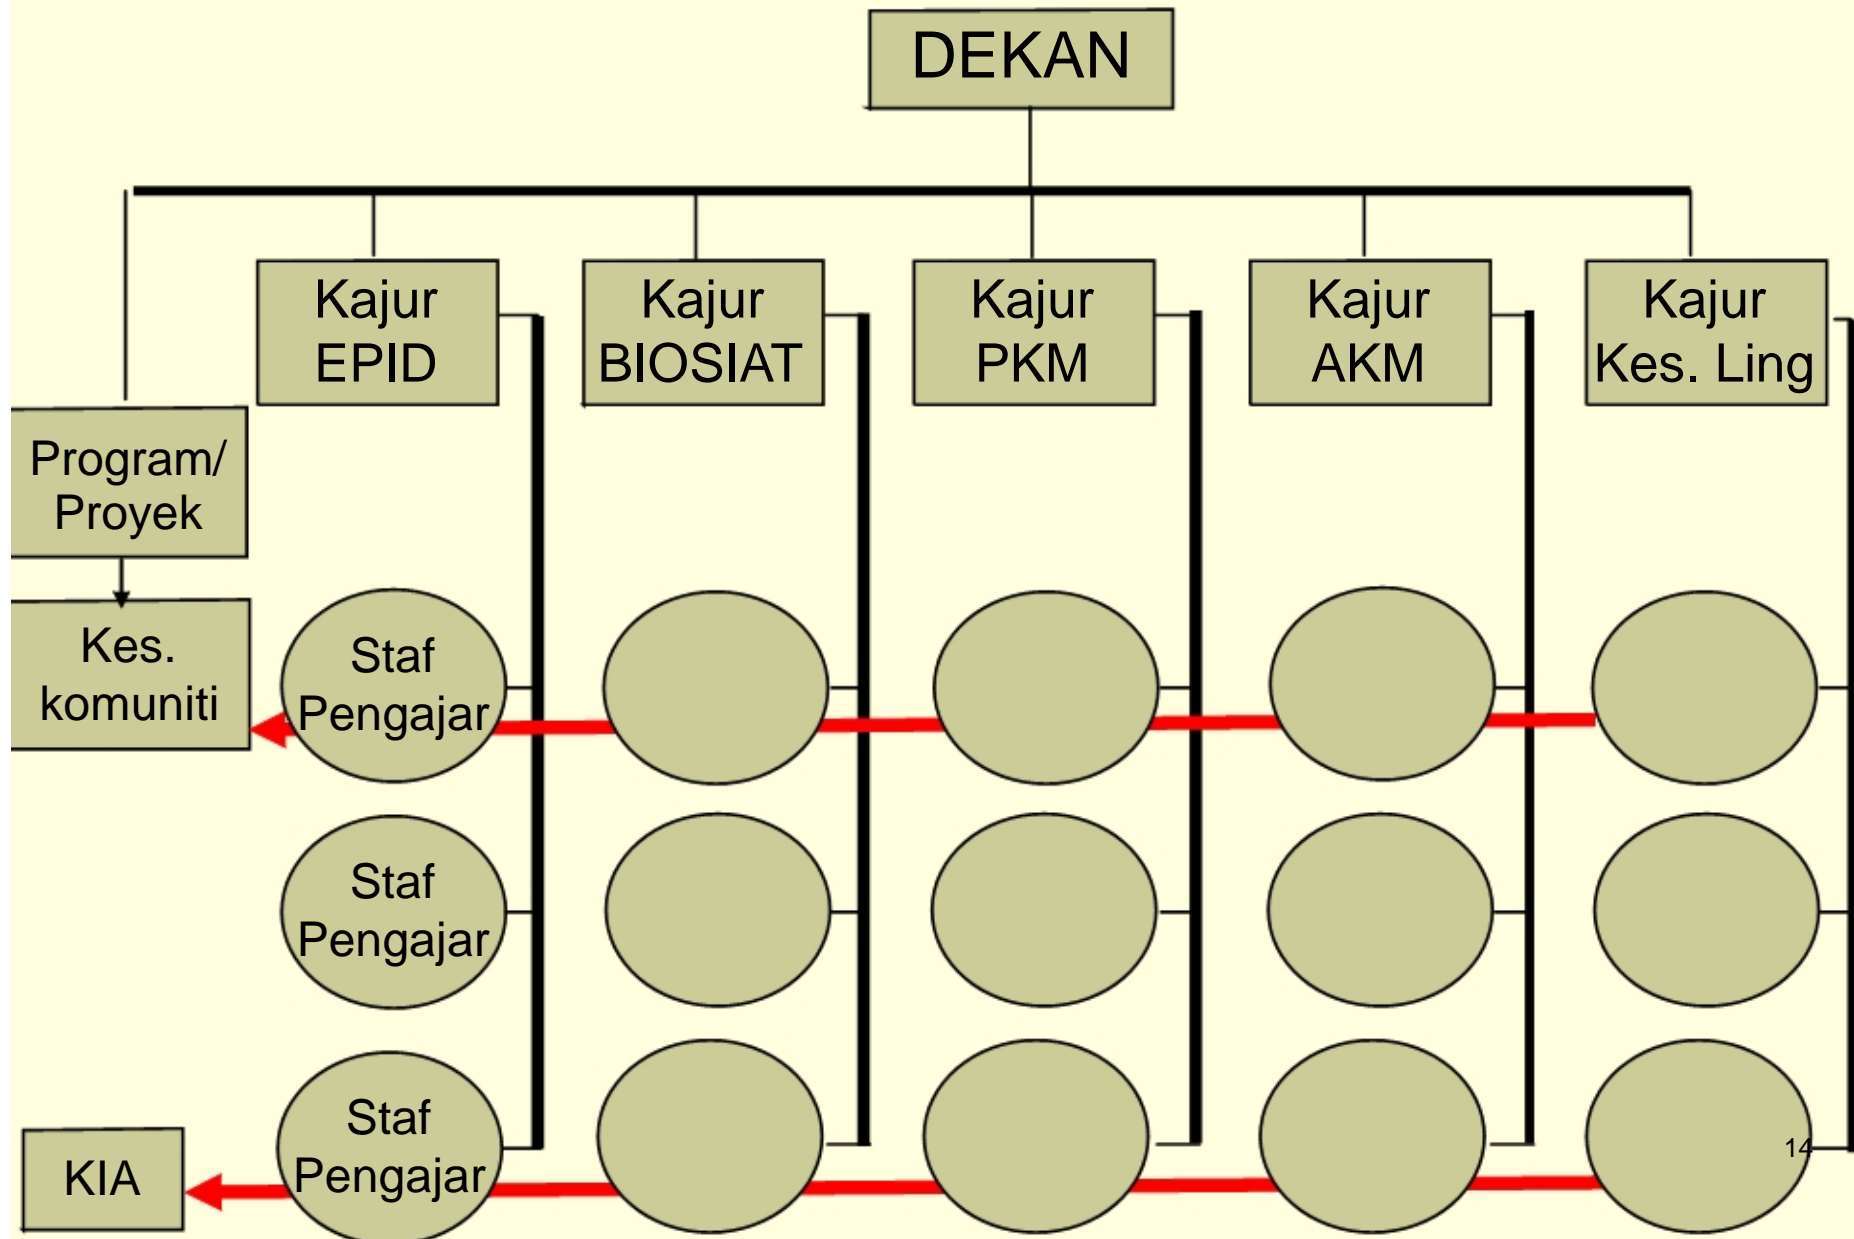 DEKAN
Kajur
EPID
Kajur
BIOSIAT
Kajur
PKM
Kajur
AKM
Kajur
Kes. Ling
Program/
Proyek
Kes.
komuniti
Staf
Pengajar
Staf
Pengajar
KIA
Staf
Pengajar
14